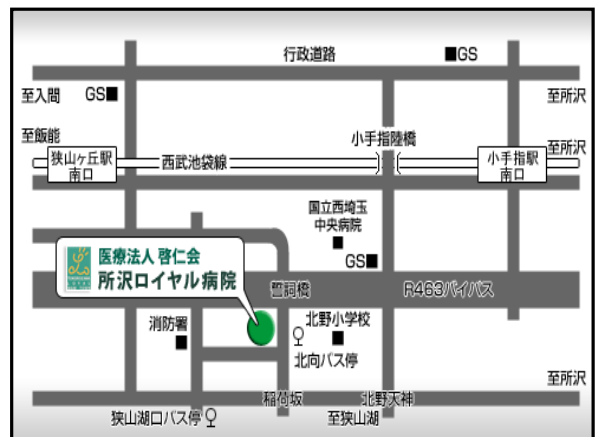 行政道路
■GS
至入間
GS■
至所沢
至飯能
小手指陸橋
至所沢
狭山ヶ丘駅
南口
西武池袋線
小手指駅
南口
国立西埼玉
中央病院
GS■
医療法人 啓仁会
所沢ロイヤル病院
誓詞橋
R463バイパス
消防署
北野小学校
北向バス停
至所沢
稲荷坂
北野天神
狭山湖口バス停
至狭山湖